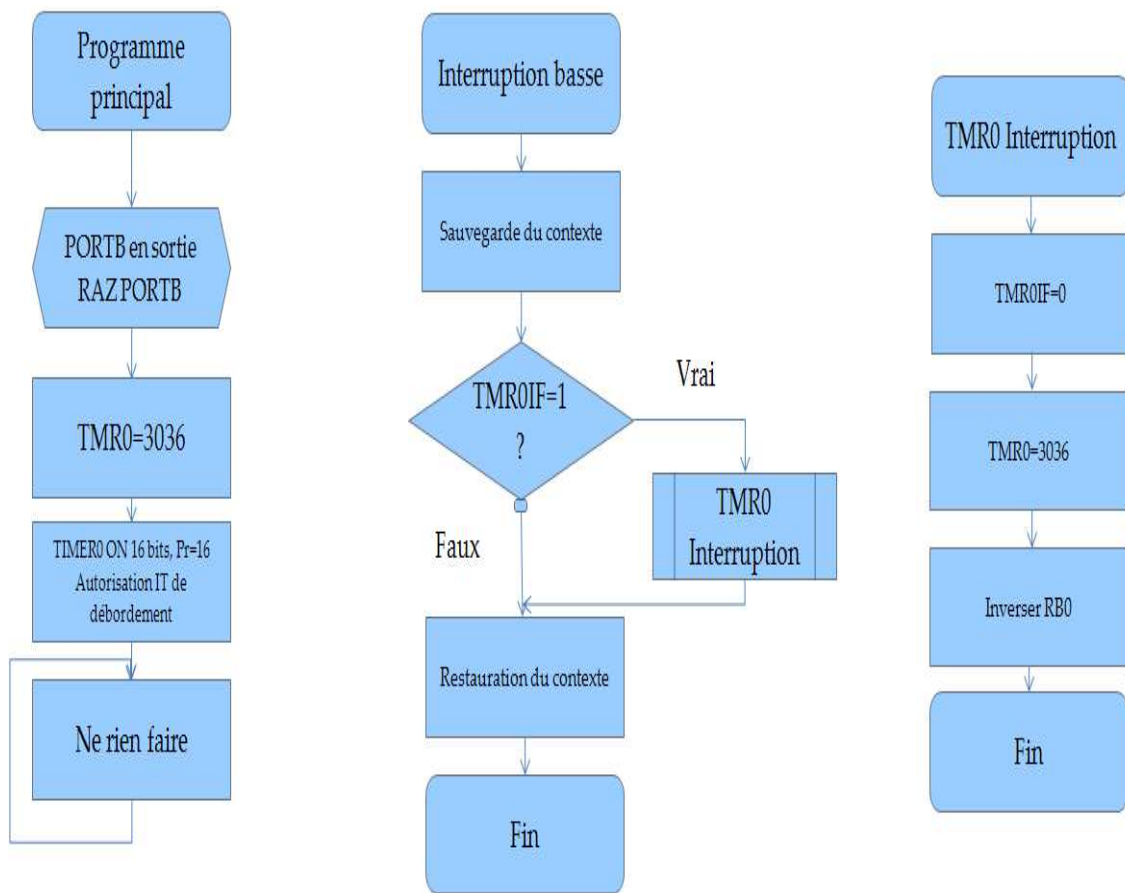 Programme
principal
PORTB en sortie
RAZ PORTB
TMR0=3036
TIMER0 ON 16 bits, Pr=16
Autorisation IT de
débordement
Ne rien faire
Interruption basse
Sauvegarde du contexte
TMR0IF=1
?
Vrai
Faux
TMR0
Interruption
Restauration du contexte
Fin
TMR0 Interruption
TMR0IF=0
TMR0=3036
Inverser RB0
Fin